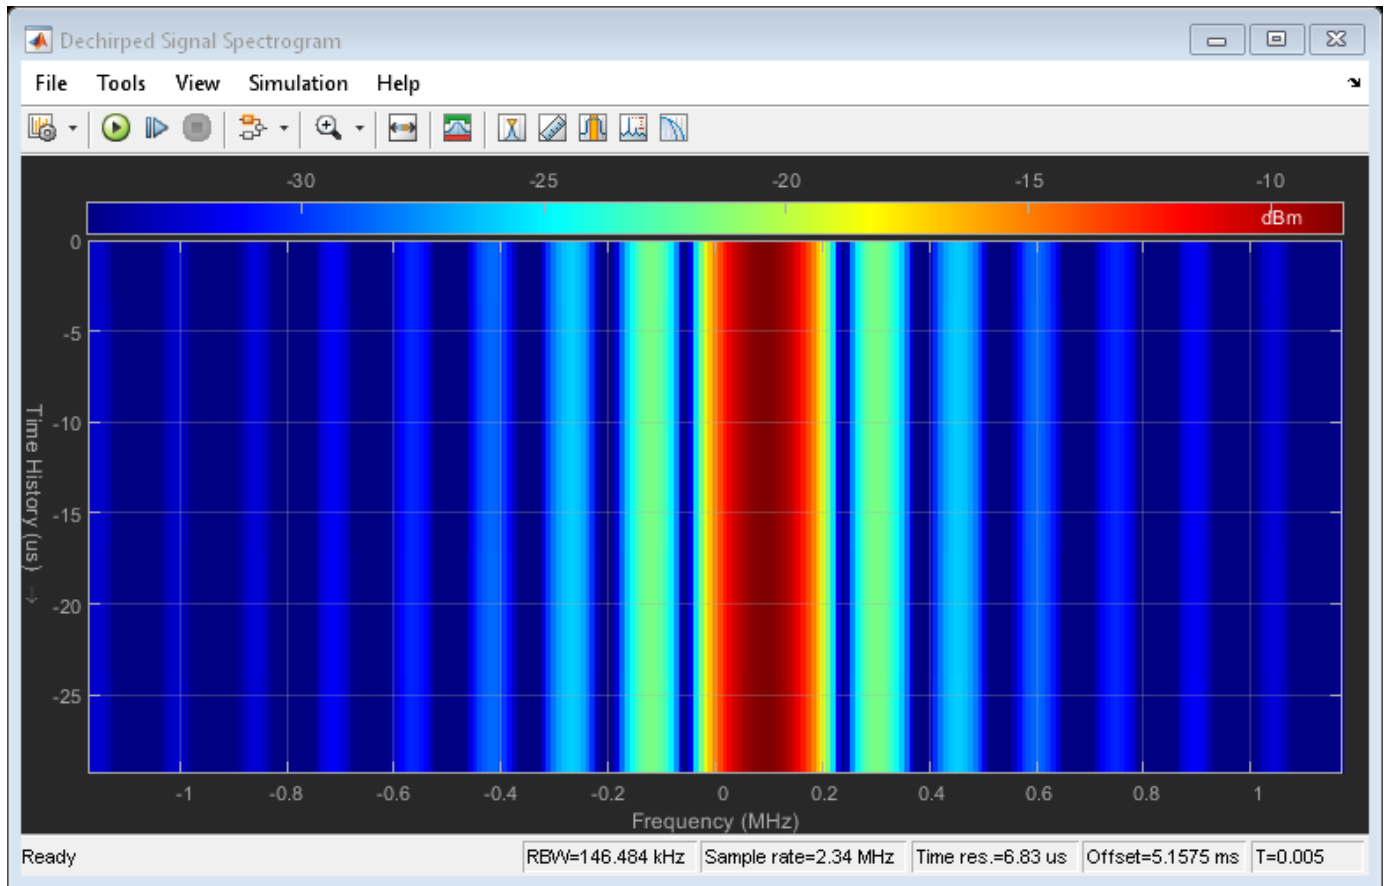 Dechirped Signal Spectrogram
File Tools View Simulation Help
-30 -25 -20 -15 -10
dBm
0
-5
-10
-15
-20
-25
Time History (us) →
-1 -0.8 -0.6 -0.4 -0.2 0 0.2 0.4 0.6 0.8 1
Frequency (MHz)
Ready RBW=146.484 kHz Sample rate=2.34 MHz Time res.=6.83 us Offset=5.1575 ms T=0.005